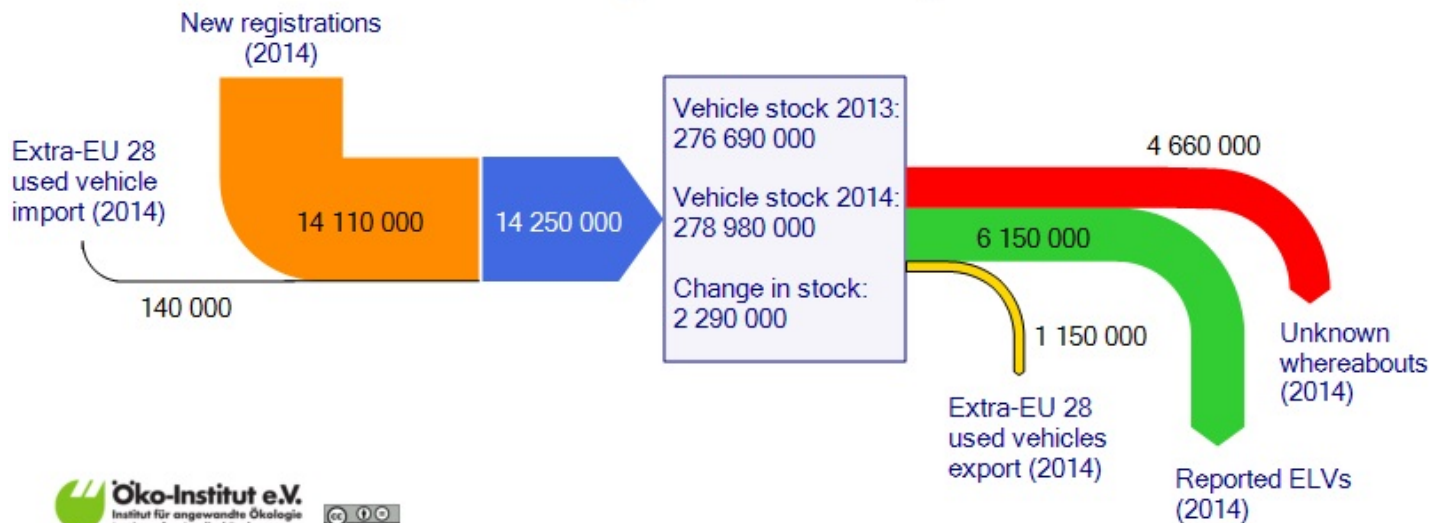 New registrations
(2014)
Extra-EU 28
used vehicle
import (2014)
14 110 000
140 000
14 250 000
Vehicle stock 2013:
276 690 000
Vehicle stock 2014:
278 980 000
Change in stock:
2 290 000
4 660 000
6 150 000
1 150 000
Unknown
whereabouts
(2014)
Extra-EU 28
used vehicles
export (2014)
Reported ELVs
(2014)
Öko-Institut e.V.
Institut für angewandte Ökologie
cc